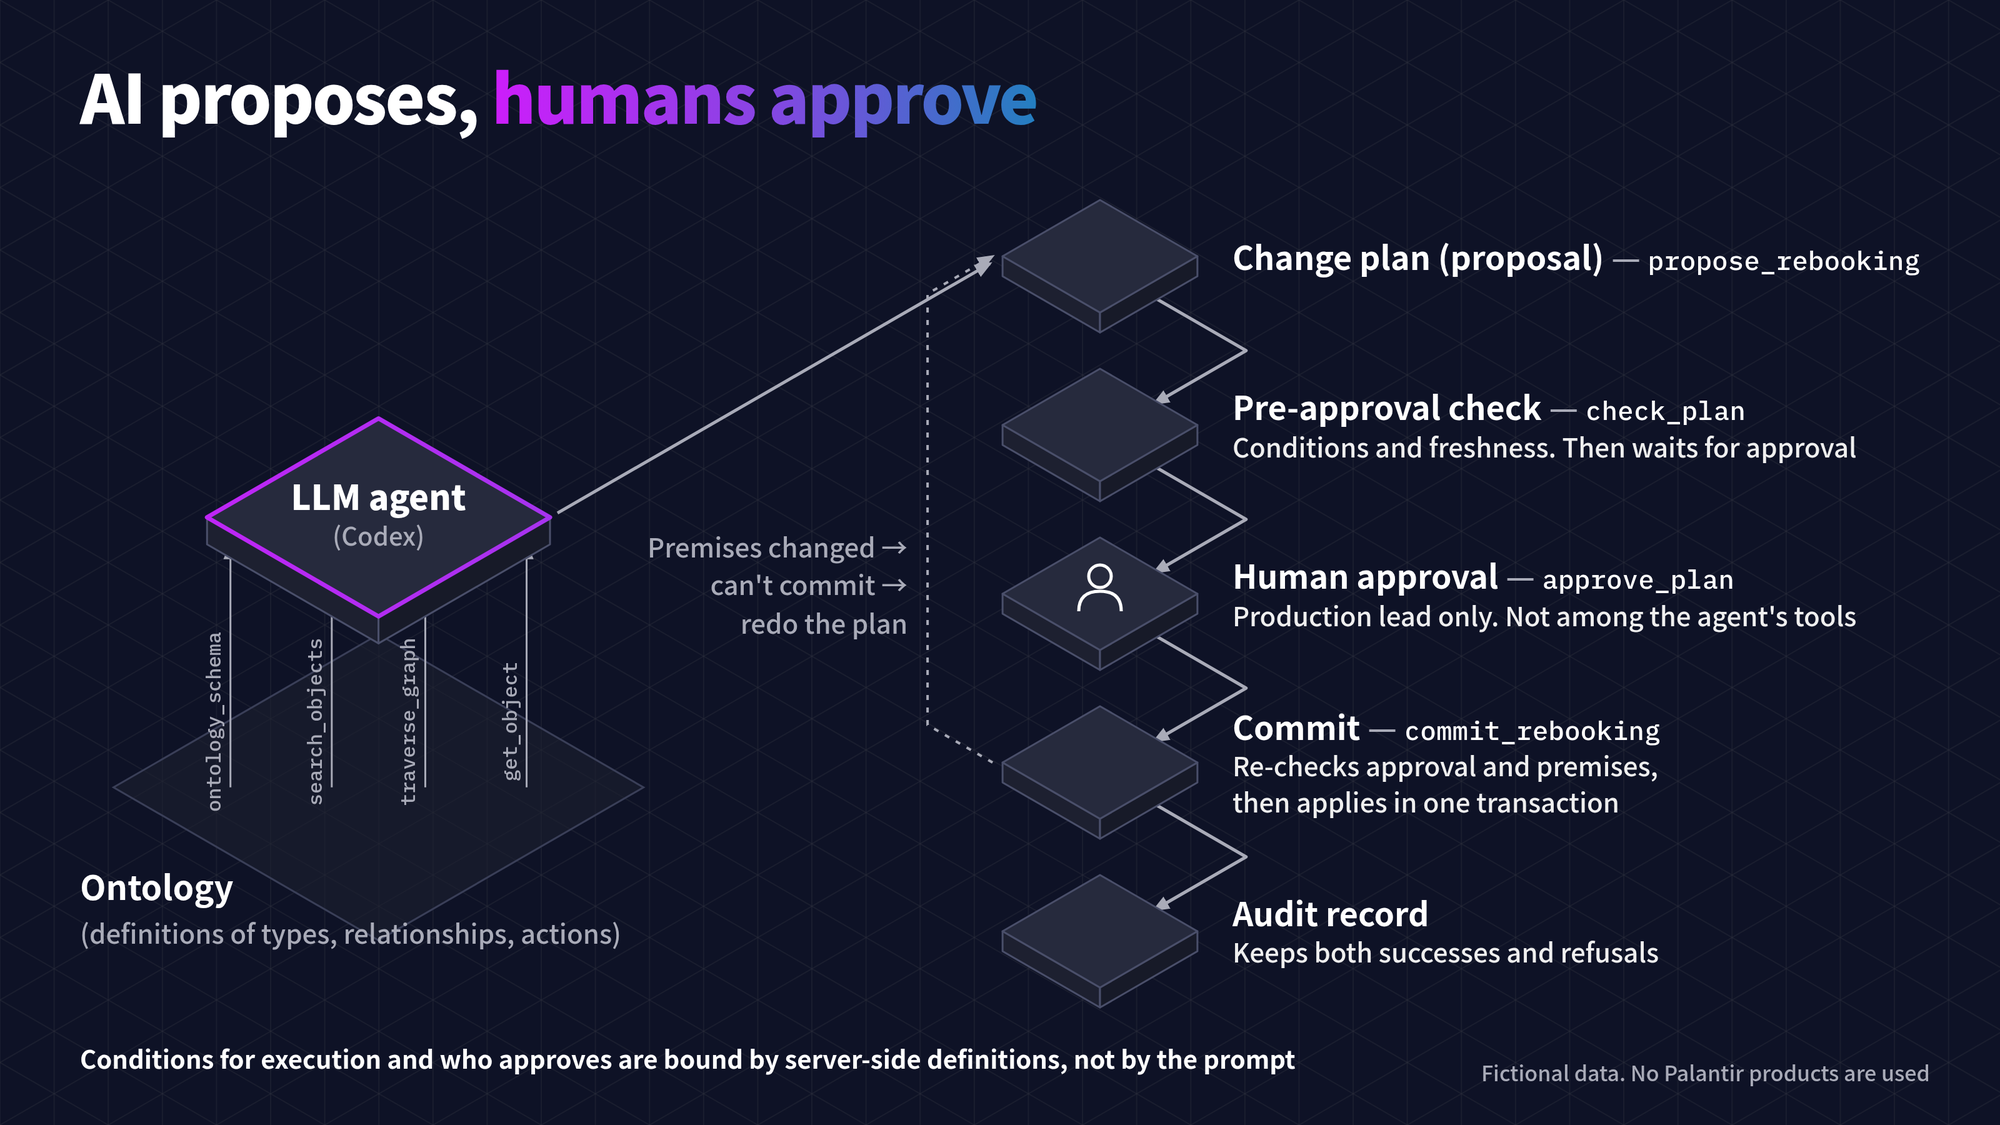 AI proposes, humans approve
Change plan (proposal) — propose_rebooking
Pre-approval check — check_plan
Conditions and freshness. Then waits for approval
LLM agent
(Codex)
Premises changed →
can't commit →
redo the plan
Human approval — approve_plan
Production lead only. Not among the agent's tools
ontology_schema
search_objects
traverse_graph
get_object
Commit — commit_rebooking
Re-checks approval and premises,
then applies in one transaction
Ontology
(definitions of types, relationships, actions)
Audit record
Keeps both successes and refusals
Conditions for execution and who approves are bound by server-side definitions, not by the prompt
Fictional data. No Palantir products are used